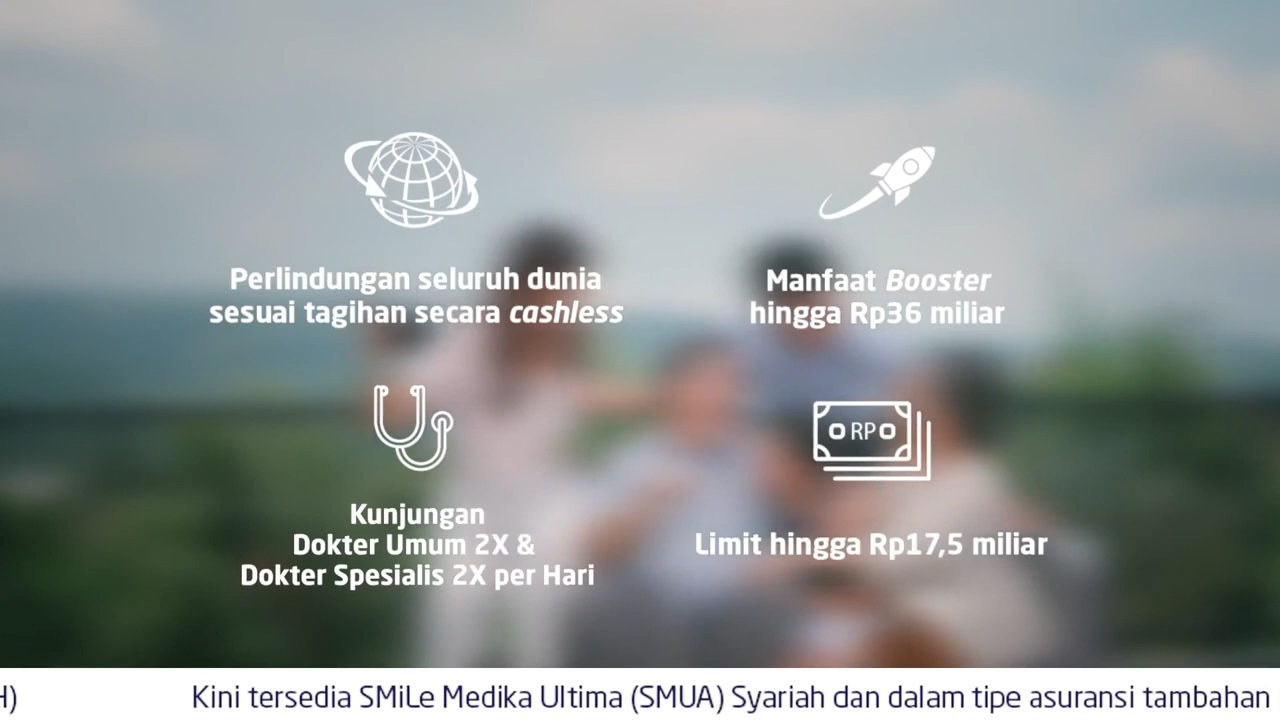 Perlindungan seluruh dunia
sesuai tagihan secara cashless
Manfaat Booster
hingga Rp36 miliar
RP
Kunjungan
Dokter Umum 2X &
Dokter Spesialis 2X per Hari
Limit hingga Rp17,5 miliar
H) Kini tersedia SMiLe Medika Ultima (SMUA) Syariah dan dalam tipe asuransi tambahan